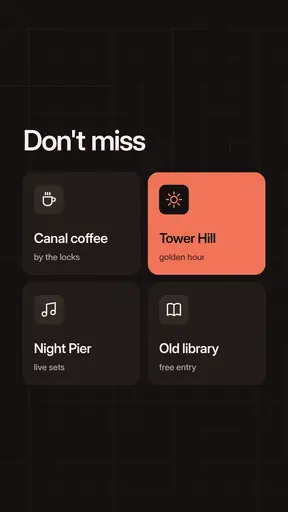 Don't miss
Canal coffee
by the locks
Tower Hill
golden hour
Night Pier
live sets
Old library
free entry